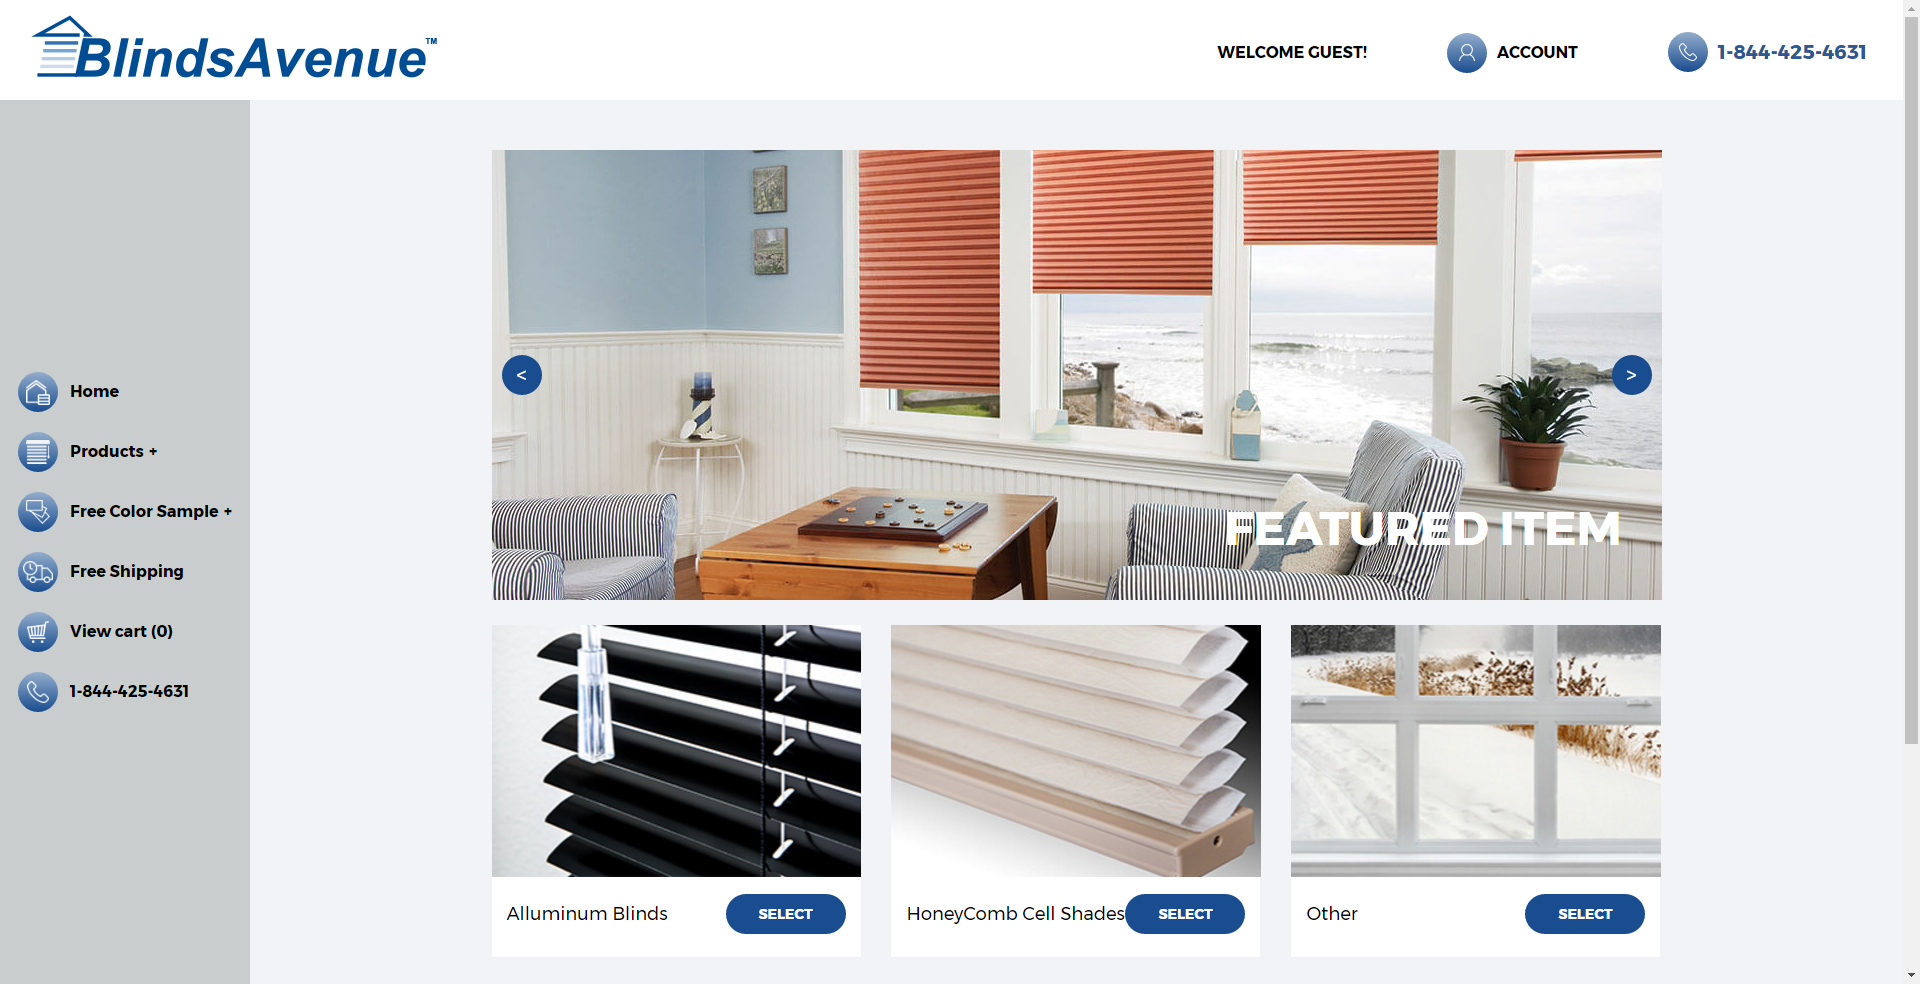 BlindsAvenue™
WELCOME GUEST!
ACCOUNT
1-844-425-4631
Home
Products +
Free Color Sample +
Free Shipping
View cart (0)
1-844-425-4631
<
>
FEATURED ITEM
Alluminum Blinds
SELECT
HoneyComb Cell Shades
SELECT
Other
SELECT